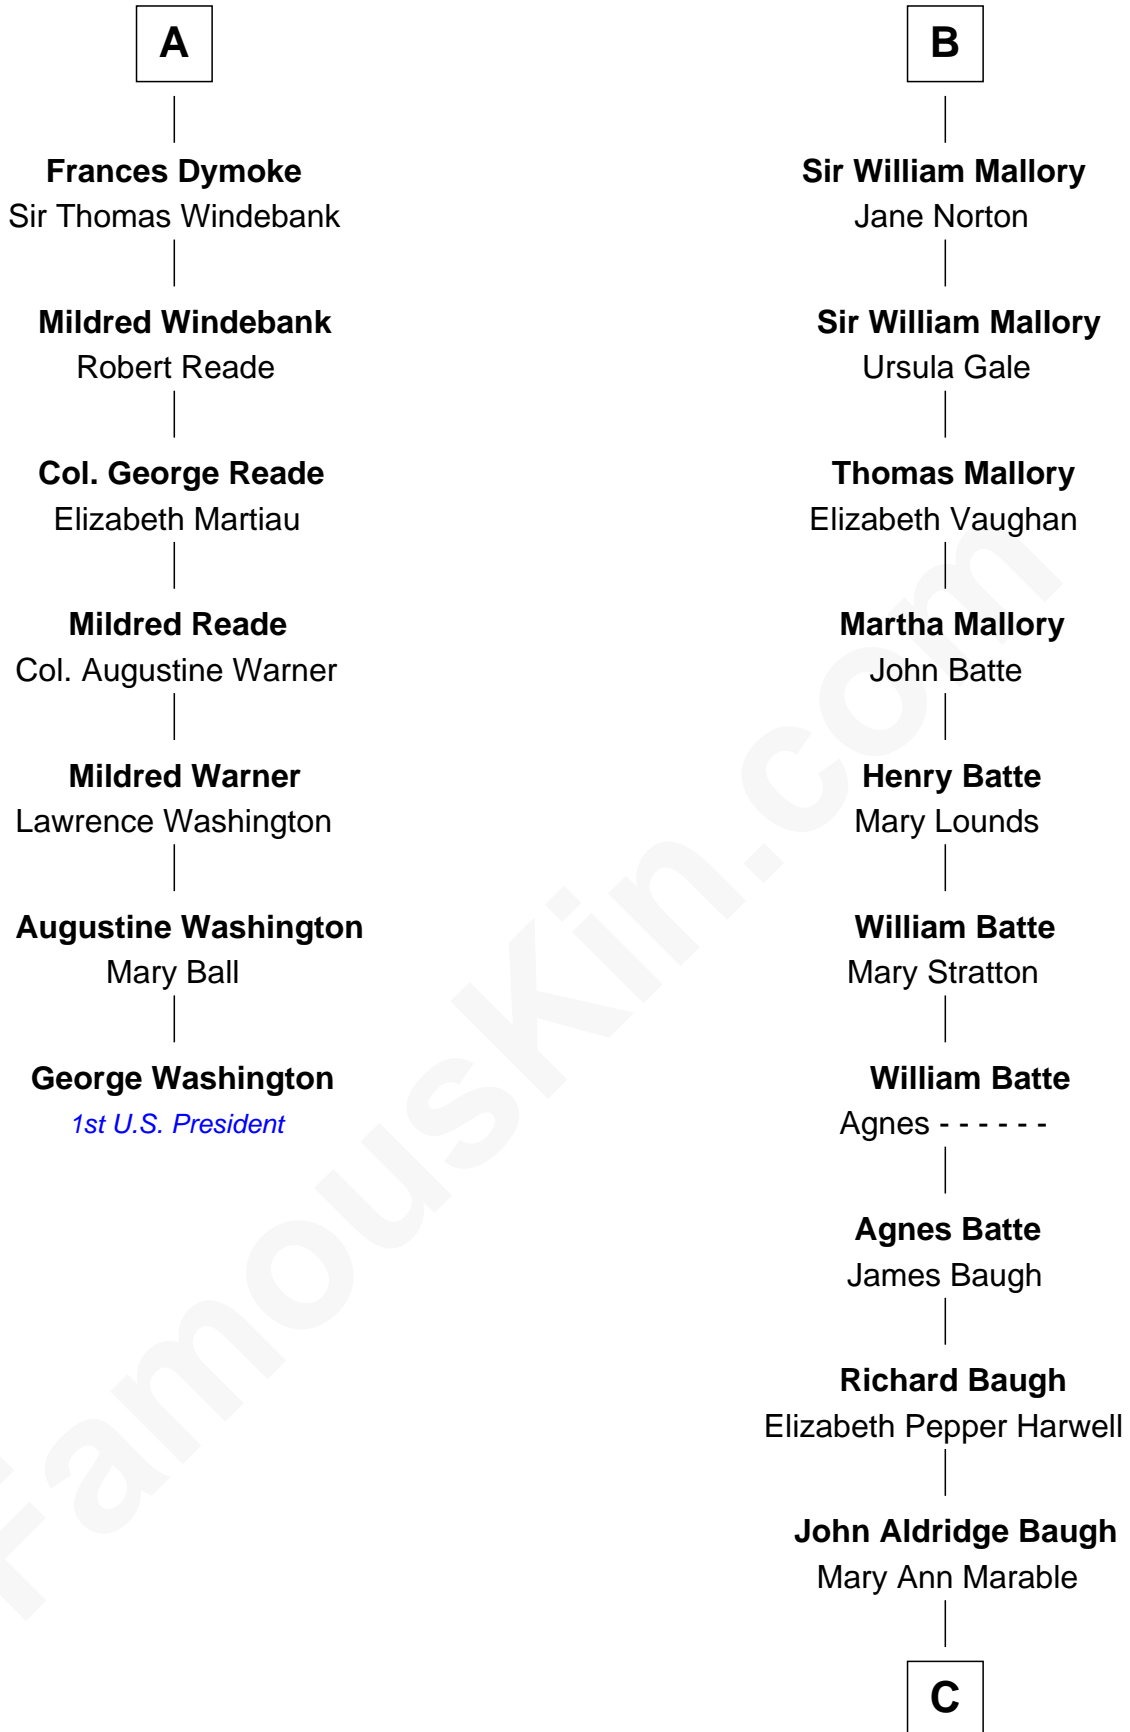 A
Frances Dymoke
Sir Thomas Windebank
Mildred Windebank
Robert Reade
Col. George Reade
Elizabeth Martiau
Mildred Reade
Col. Augustine Warner
Mildred Warner
Lawrence Washington
Augustine Washington
Mary Ball
George Washington
1st U.S. President
B
Sir William Mallory
Jane Norton
Sir William Mallory
Ursula Gale
Thomas Mallory
Elizabeth Vaughan
Martha Mallory
John Batte
Henry Batte
Mary Lounds
William Batte
Mary Stratton
William Batte
Agnes - - - - - -
Agnes Batte
James Baugh
Richard Baugh
Elizabeth Pepper Harwell
John Aldridge Baugh
Mary Ann Marable
C
FamousKin.com